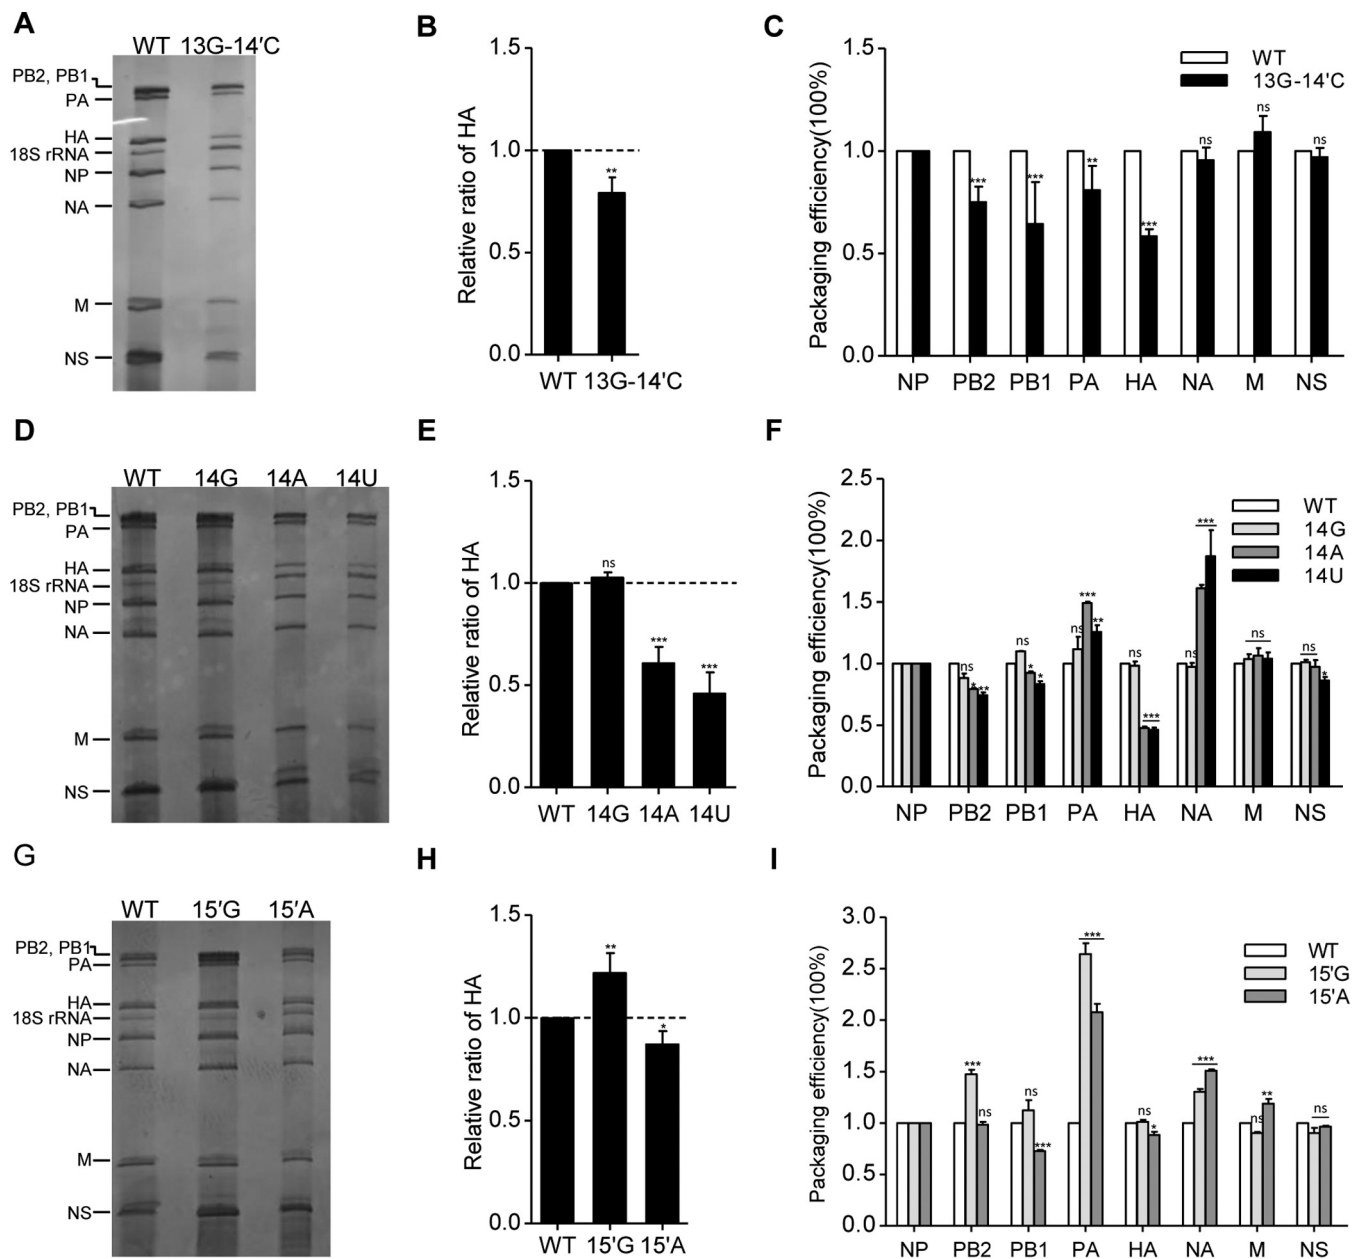 A
WT 13G-14'C
PB2, PB1
PA
HA
18S rRNA
NP
NA
M
NS
B
Relative ratio of HA
1.5
1.0
0.5
0.0
**
WT 13G-14'C
C
Packaging efficiency(100%)
1.5
1.0
0.5
0.0
WT
13G-14'C
*** *** ** *** ns ns ns
NP PB2 PB1 PA HA NA M NS
D
WT 14G 14A 14U
PB2, PB1
PA
HA
18S rRNA
NP
NA
M
NS
E
Relative ratio of HA
1.5
1.0
0.5
0.0
ns *** ***
WT 14G 14A 14U
F
Packaging efficiency(100%)
2.5
2.0
1.5
1.0
0.5
0.0
WT
14G
14A
14U
ns * ** ns * * ns *** ** ns *** ns *** ns ns *
NP PB2 PB1 PA HA NA M NS
G
WT 15'G 15'A
PB2, PB1
PA
HA
18S rRNA
NP
NA
M
NS
H
Relative ratio of HA
1.5
1.0
0.5
0.0
** *
WT 15'G 15'A
I
Packaging efficiency(100%)
3.0
2.5
2.0
1.5
1.0
0.5
0.0
WT
15'G
15'A
*** ns ns *** *** ns * *** ns ** ns
NP PB2 PB1 PA HA NA M NS